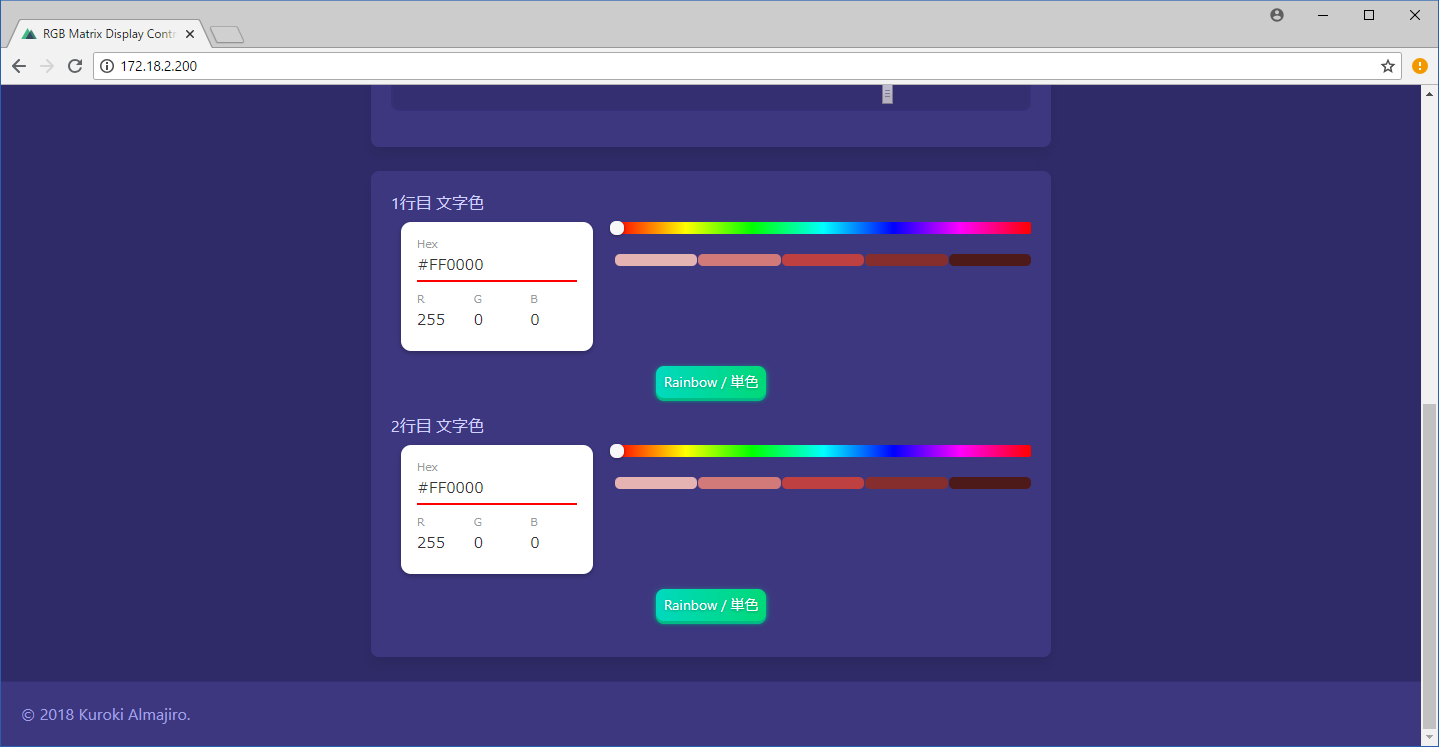 RGB Matrix Display Contr
172.18.2.200
1行目 文字色
Hex
#FF0000
R G B
255 0 0
Rainbow / 単色
2行目 文字色
Hex
#FF0000
R G B
255 0 0
Rainbow / 単色
© 2018 Kuroki Almajiro.